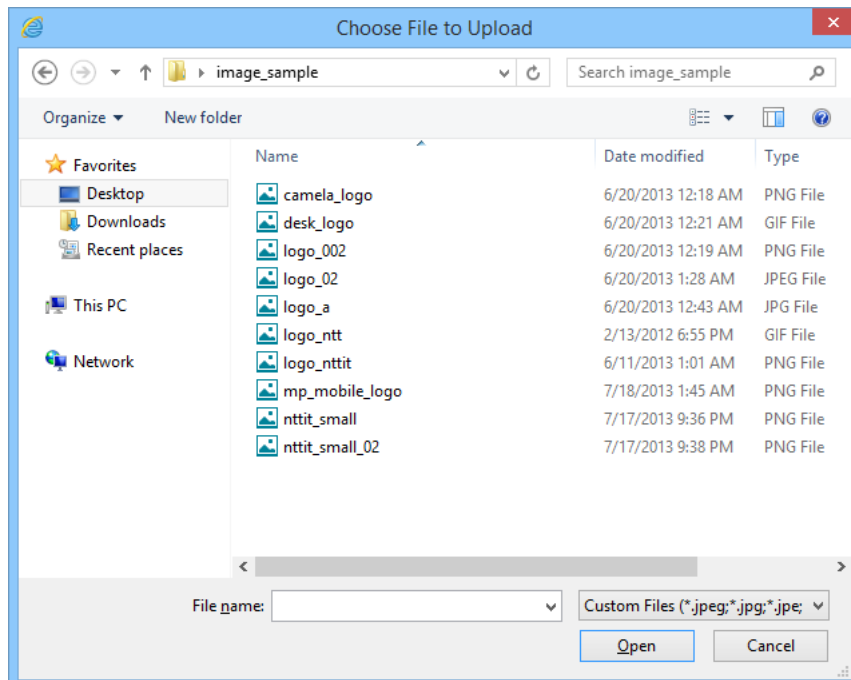 Choose File to Upload
image_sample
Search image_sample
Organize
New folder
Name
Date modified
Type
Favorites
Desktop
Downloads
Recent places
This PC
Network
camela_logo 6/20/2013 12:18 AM PNG File
desk_logo 6/20/2013 12:21 AM GIF File
logo_002 6/20/2013 12:19 AM PNG File
logo_02 6/20/2013 1:28 AM JPEG File
logo_a 6/20/2013 12:43 AM JPG File
logo_ntt 2/13/2012 6:55 PM GIF File
logo_nttit 6/11/2013 1:01 AM PNG File
mp_mobile_logo 7/18/2013 1:45 AM PNG File
nttit_small 7/17/2013 9:36 PM PNG File
nttit_small_02 7/17/2013 9:38 PM PNG File
File name:
Custom Files (*.jpeg;*.jpg;*.jpe;
Open
Cancel